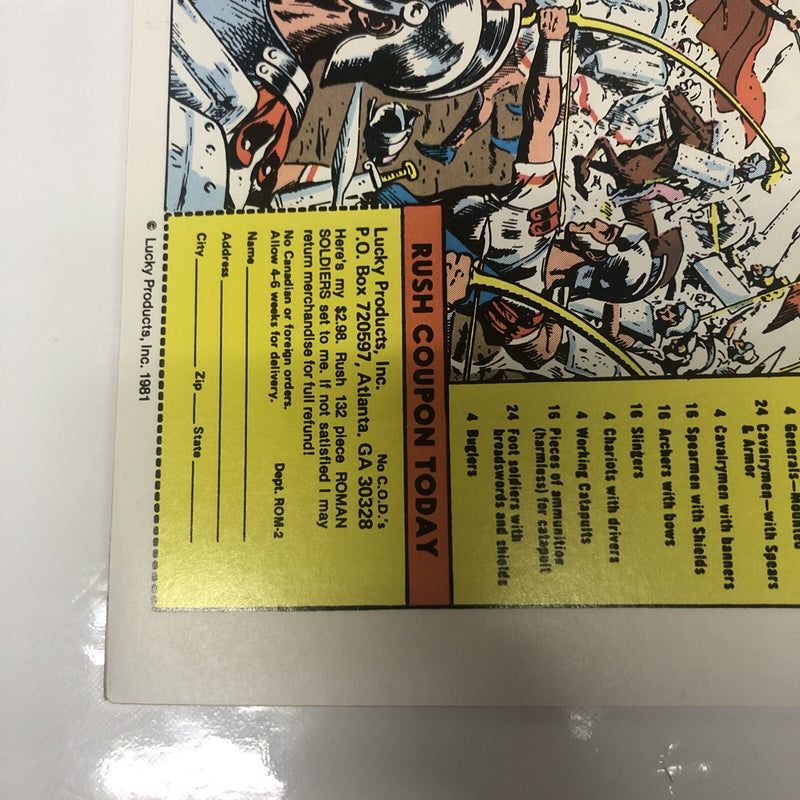 4 Generals—Mounted
24 Cavalrymen—with Spears
& Armor
4 Cavalrymen with banners
16 Spearmen with Shields
16 Archers with bows
16 Slingers
4 Chariots with drivers
4 Working Catapults
16 Pieces of ammunition
(harmless) for catapult
24 Foot soldiers with
broadswords and shields
4 Buglers
RUSH COUPON TODAY
Lucky Products, Inc. No C.O.D.'s
P.O. Box 720597, Atlanta, GA 30328
Here's my $2.98. Rush 132 piece ROMAN
SOLDIERS set to me. If not satisfied I may
return merchandise for full refund!
No Canadian or foreign orders.
Allow 4-6 weeks for delivery. Dept. ROM-2
Name
Address
City Zip State
© Lucky Products, Inc. 1981